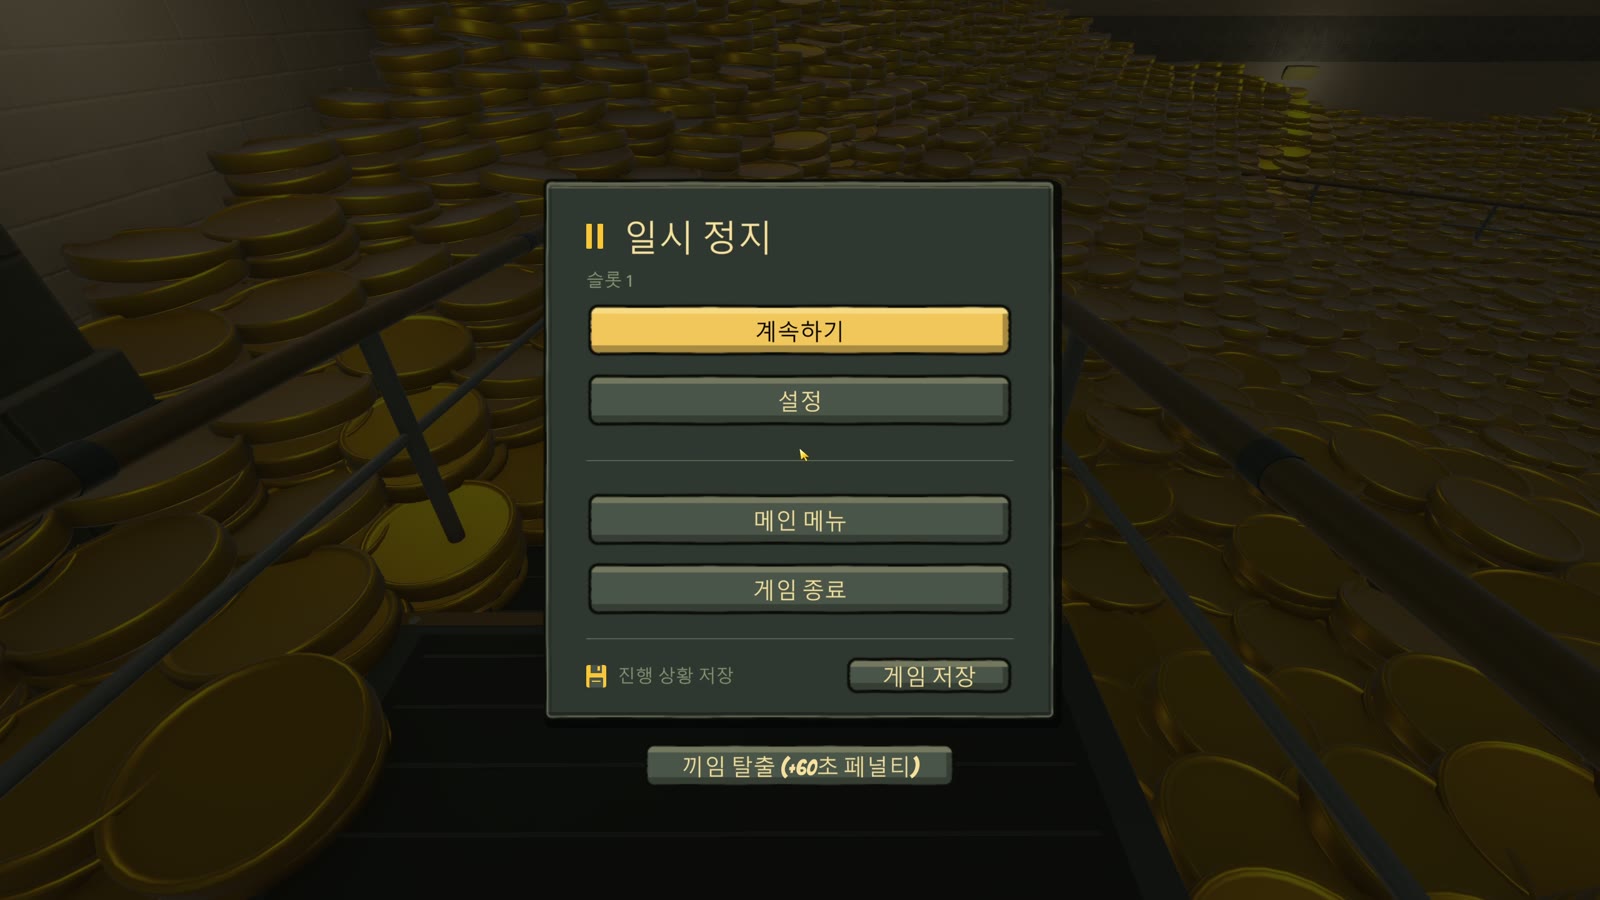 일시 정지
슬롯 1
계속하기
설정
메인 메뉴
게임 종료
진행 상황 저장
게임 저장
끼임 탈출 (+60초 페널티)